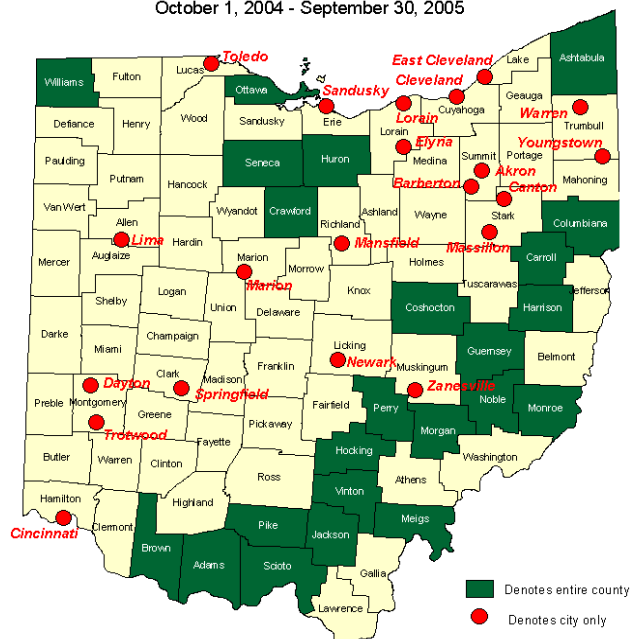 October 1, 2004 - September 30, 2005
Toledo
East Cleveland
Lake
Ashtabula
Williams
Fulton
Lucas
Cleveland
Ottawa
Sandusky
Geauga
Cuyahoga
Defiance
Henry
Wood
Sandusky
Erie
Lorain
Lorain
Warren
Trumbull
Elyna
Youngstown
Paulding
Seneca
Huron
Medina
Summit
Portage
Akron
Putnam
Hancock
Barberton
Canton
Mahoning
Van Wert
Wyandot
Crawford
Ashland
Wayne
Stark
Allen
Richland
Columbiana
Lima
Hardin
Mansfield
Massillon
Mercer
Auglaize
Marion
Morrow
Holmes
Carroll
Marion
Tuscarawas
Logan
Knox
Jefferson
Shelby
Union
Delaware
Coshocton
Harrison
Darke
Champaign
Miami
Licking
Guernsey
Belmont
Clark
Franklin
Newark
Muskingum
Dayton
Madison
Springfield
Zanesville
Preble
Montgomery
Fairfield
Perry
Noble
Monroe
Greene
Pickaway
Trotwood
Morgan
Fayette
Hocking
Butler
Warren
Clinton
Washington
Ross
Athens
Vinton
Hamilton
Highland
Clermont
Pike
Meigs
Cincinnati
Jackson
Brown
Adams
Scioto
Gallia
Lawrence
Denotes entire county
Denotes city only